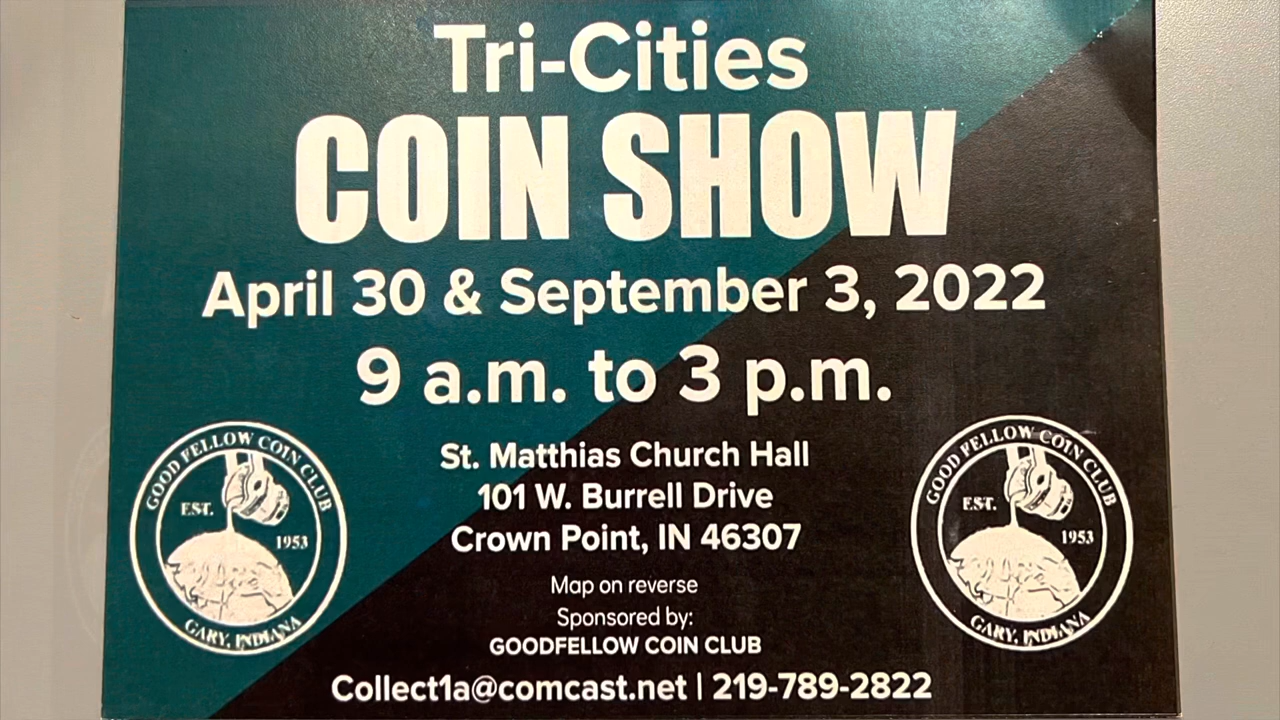 Tri-Cities
COIN SHOW
April 30 & September 3, 2022
9 a.m. to 3 p.m.
St. Matthias Church Hall
101 W. Burrell Drive
Crown Point, IN 46307
Map on reverse
Sponsored by:
GOODFELLOW COIN CLUB
Collect1a@comcast.net | 219-789-2822
GOOD FELLOW COIN CLUB
EST.
1953
GARY, INDIANA
GOOD FELLOW COIN CLUB
EST.
1953
GARY, INDIANA